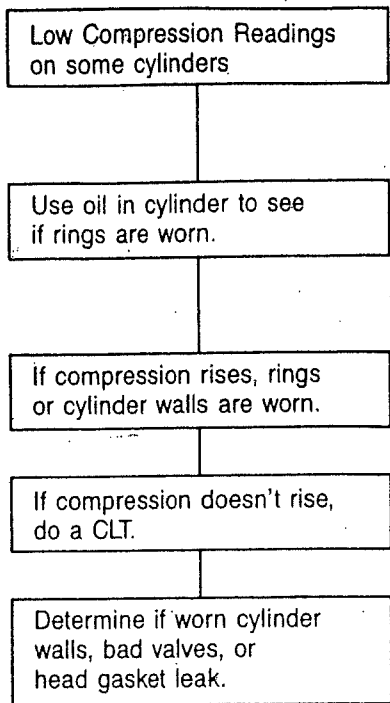 Low Compression Readings
on some cylinders
Use oil in cylinder to see
if rings are worn.
If compression rises, rings
or cylinder walls are worn.
If compression doesn't rise,
do a CLT.
Determine if worn cylinder
walls, bad valves, or
head gasket leak.